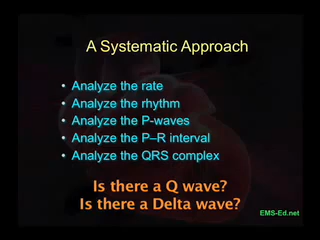 A Systematic Approach
• Analyze the rate
• Analyze the rhythm
• Analyze the P-waves
• Analyze the P–R interval
• Analyze the QRS complex
Is there a Q wave?
Is there a Delta wave?
EMS-Ed.net